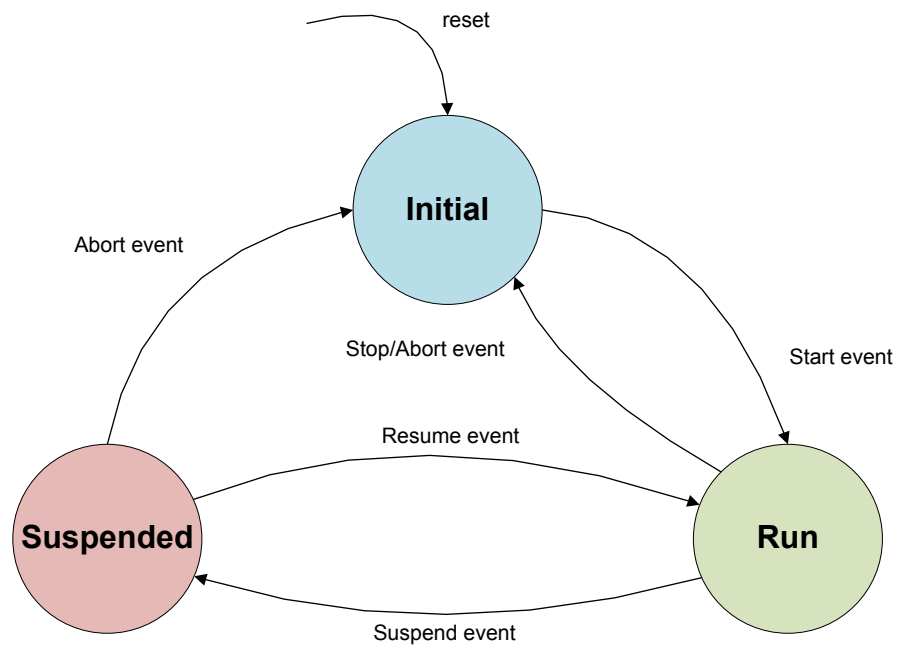 reset
Initial
Abort event
Stop/Abort event
Start event
Resume event
Suspended
Run
Suspend event